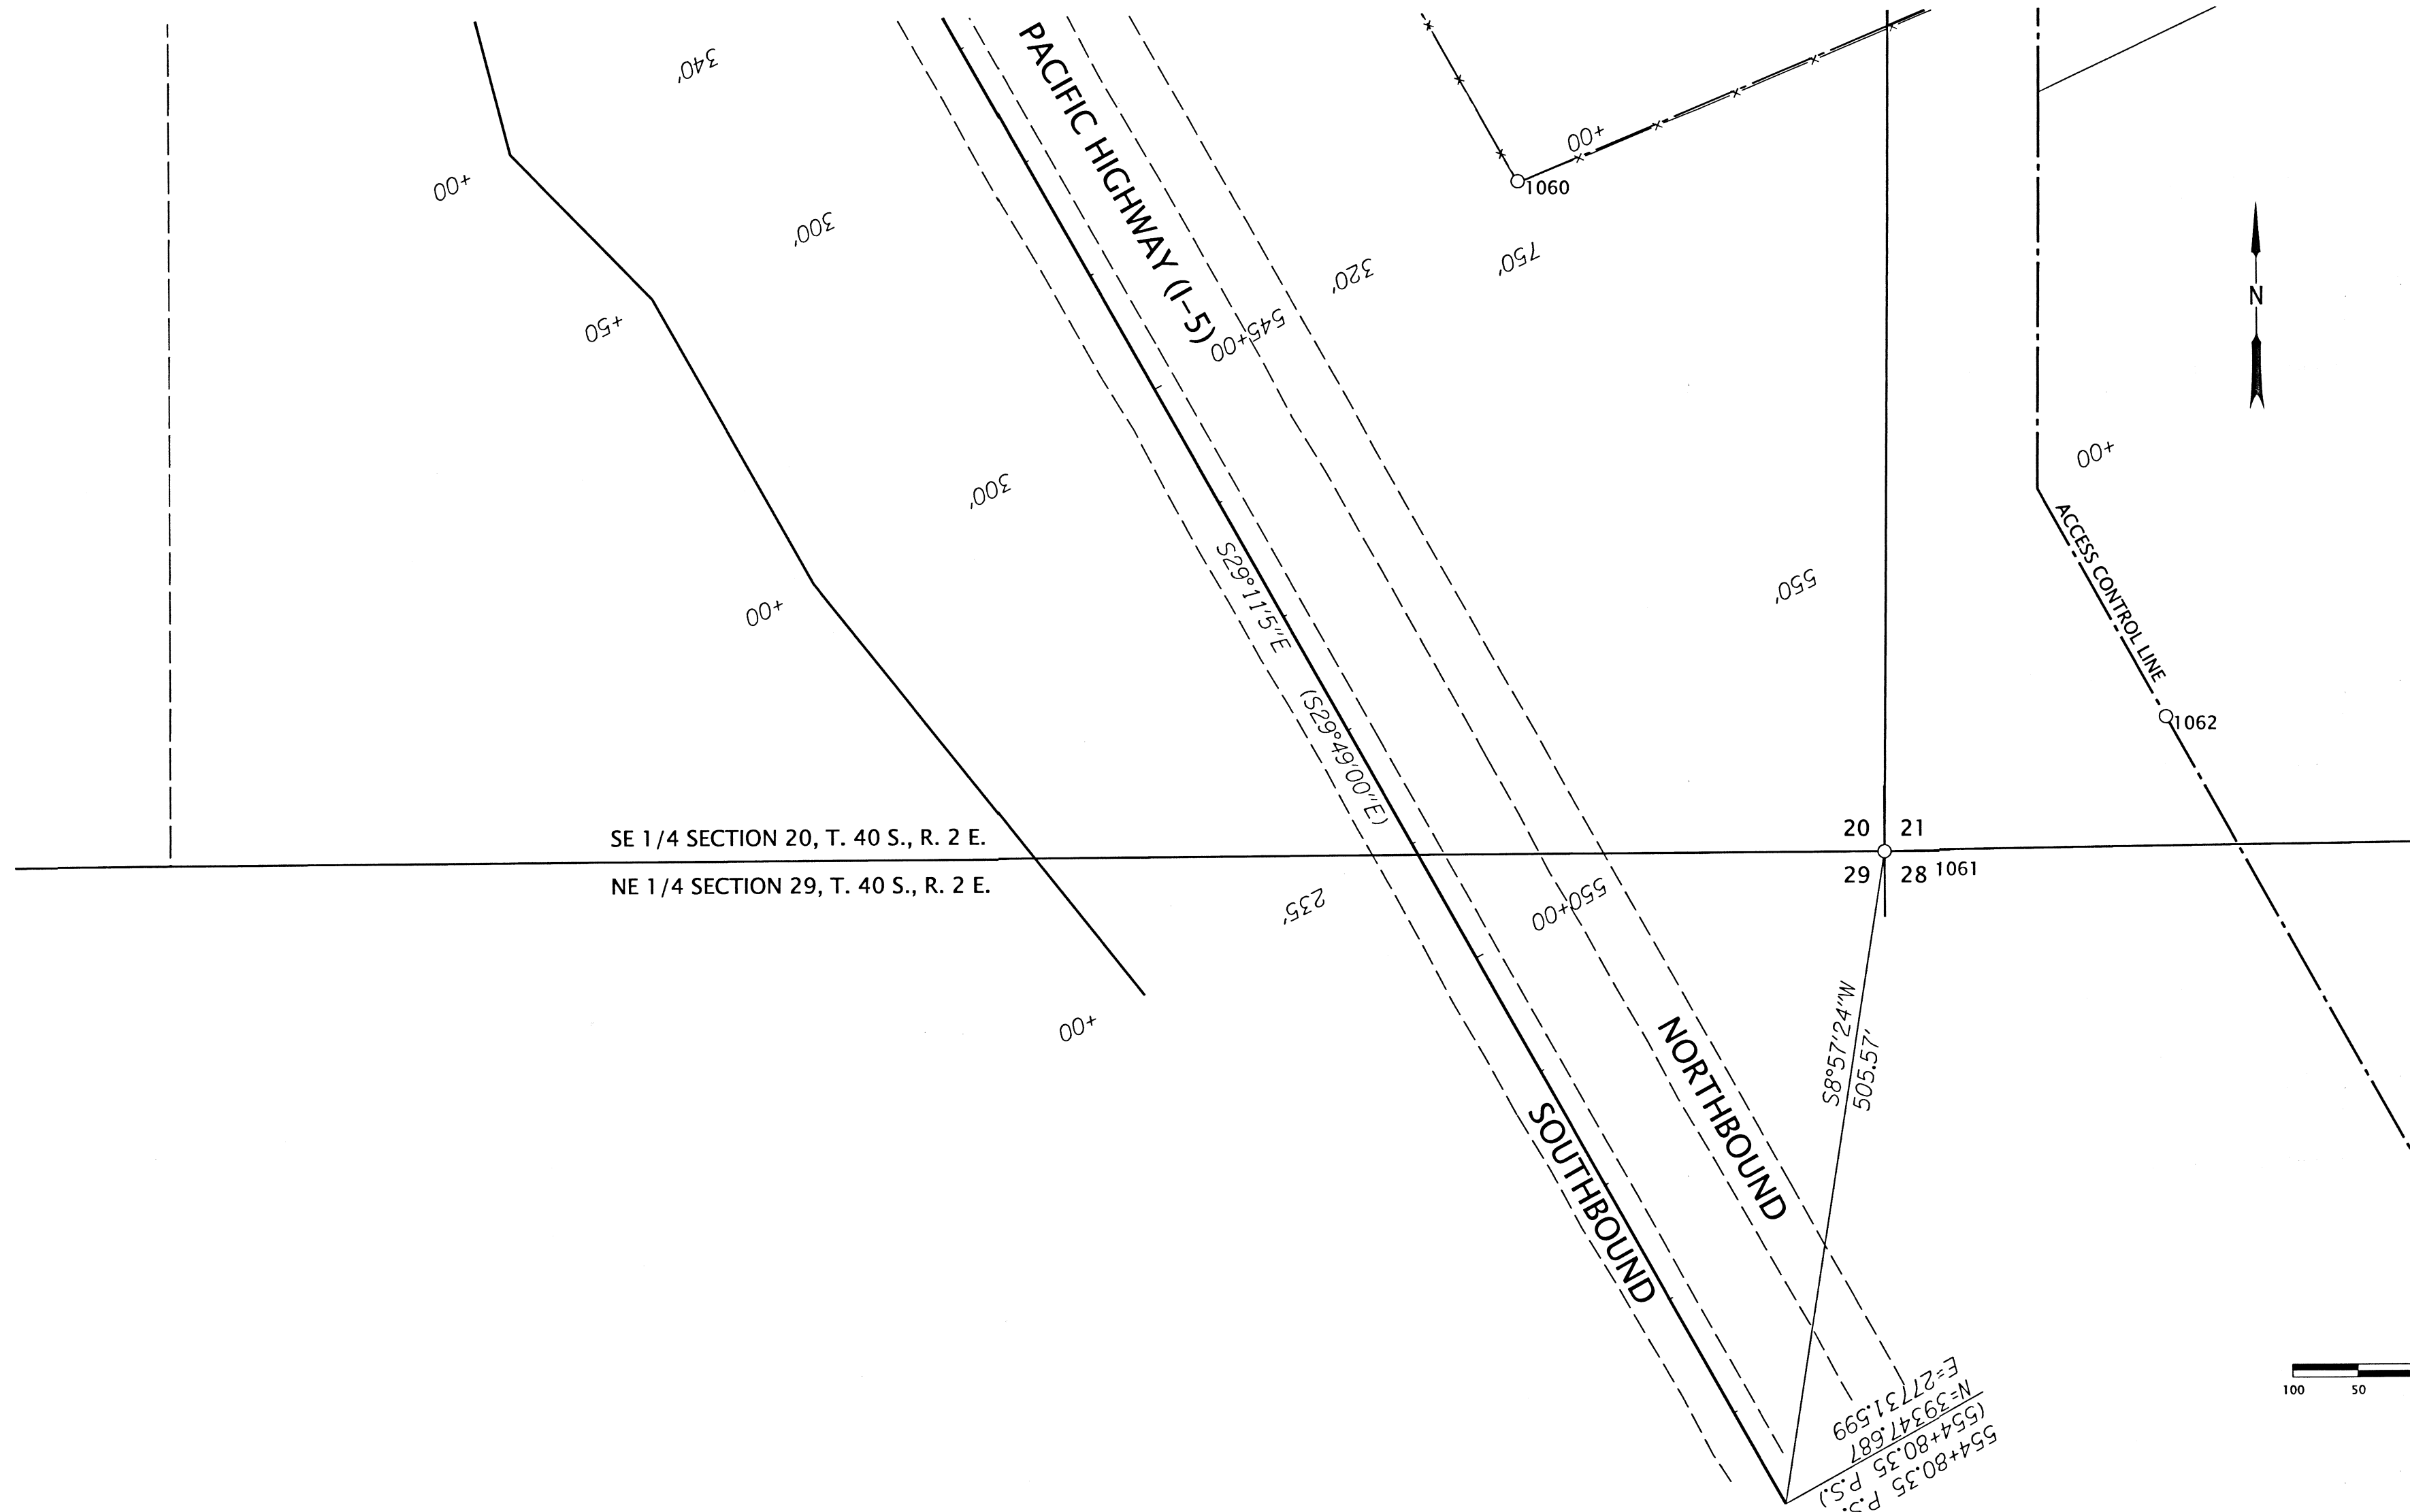 340'
PACIFIC HIGHWAY (I-5)
+00
1060
+00
300'
750'
320'
N
545+00
+50
+00
300'
ACCESS CONTROL LINE
550'
S29°11'5"E
+00
(S29°49'00"E)
1062
SE 1/4 SECTION 20, T. 40 S., R. 2 E.
20 21
NE 1/4 SECTION 29, T. 40 S., R. 2 E.
29 28 1061
235'
550+00
+00
S8°57'24"W
505.57'
NORTHBOUND
SOUTHBOUND
554+80.35 P.S.
(554+80.35 P.S.)
N=39347.687
E=27731.599
100 50